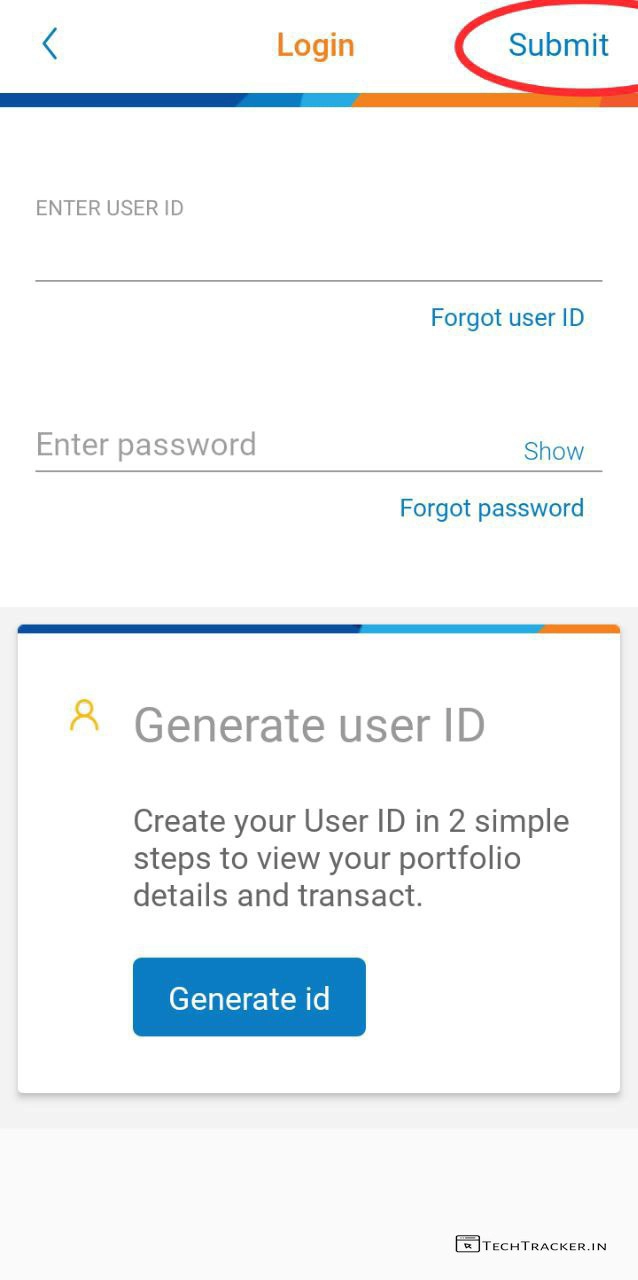 Login
Submit
ENTER USER ID
Forgot user ID
Enter password
Show
Forgot password
Generate user ID
Create your User ID in 2 simple
steps to view your portfolio
details and transact.
Generate id
TECHTRACKER.IN